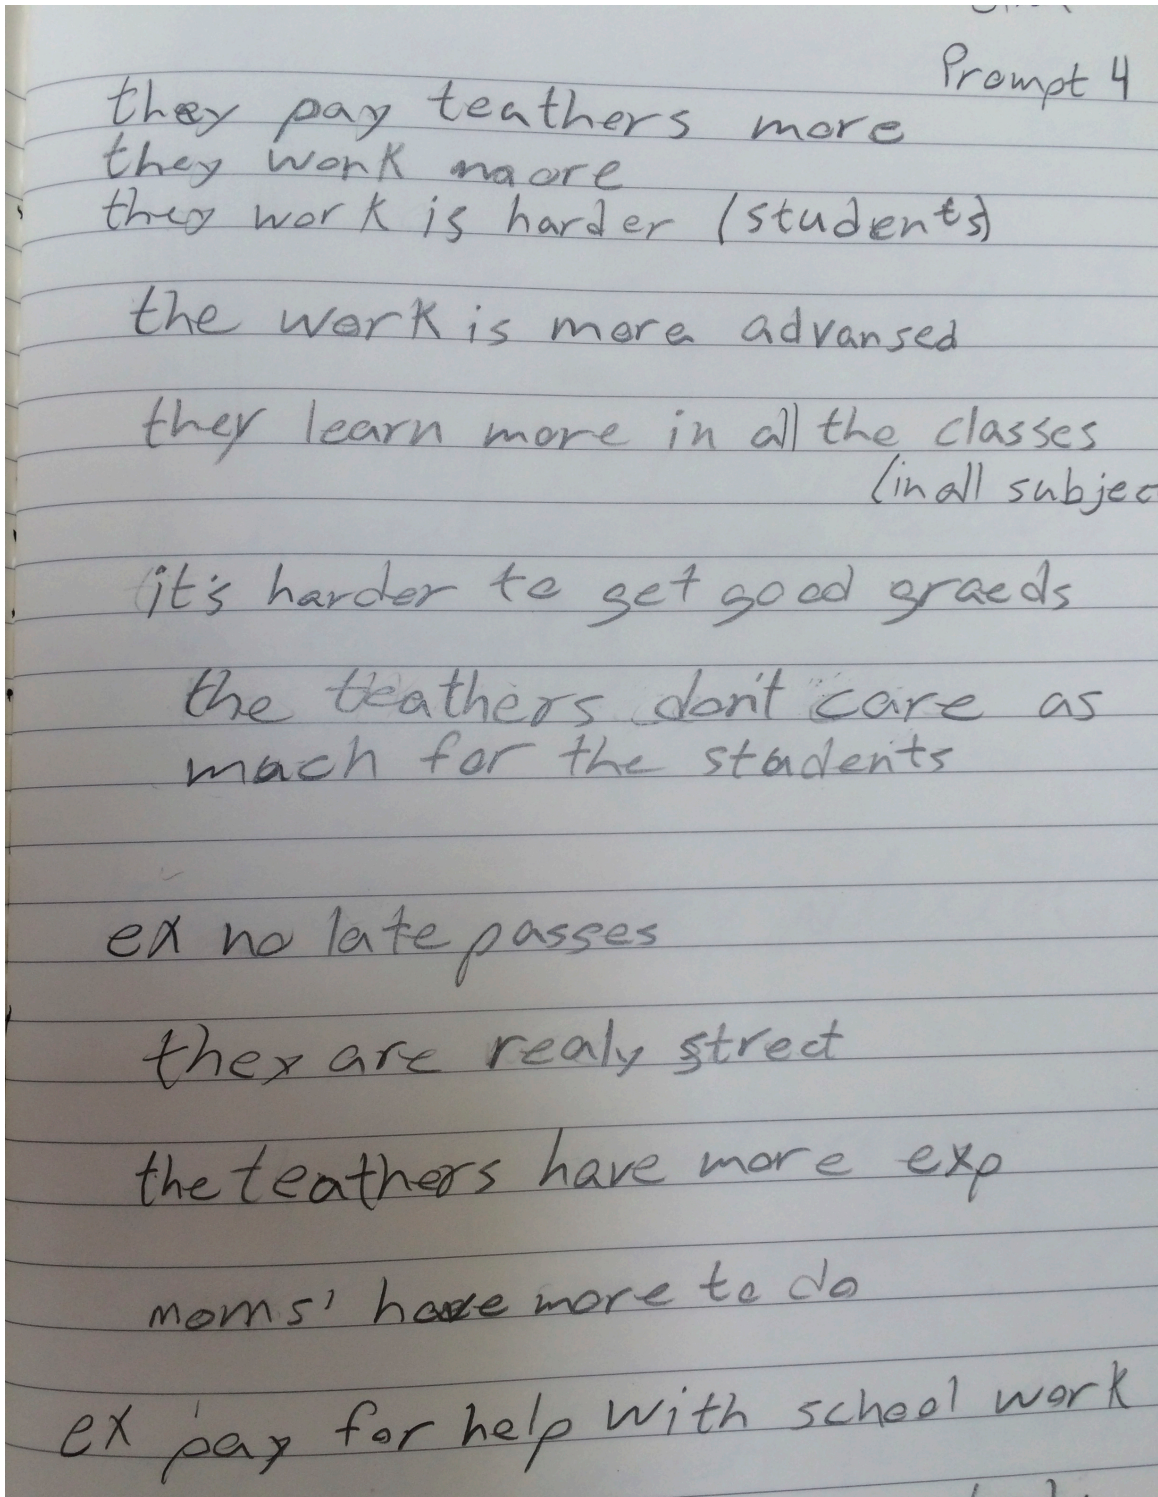 Prompt 4
they pay teathers more
they work maore
they work is harder (students)
the work is more advansed
they learn more in all the classes
(in all subjec
it's harder to get good graeds
the teathers don't care as
mach for the students
ex no late passes
they are realy strect
the teathers have more exp
moms' have more to do
ex pay for help with school work